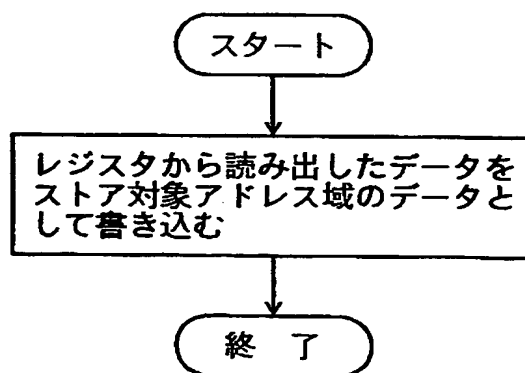 スタート
レジスタから読み出したデータを
ストア対象アドレス域のデータと
して書き込む
終 了